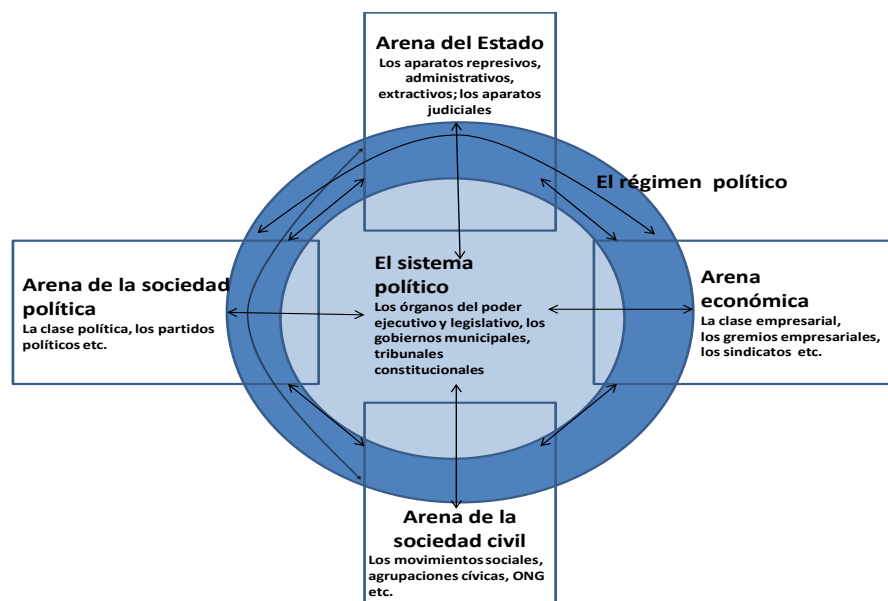 Arena del Estado
Los aparatos represivos,
administrativos,
extractivos; los aparatos
judiciales
El régimen político
Arena de la sociedad
política
La clase política, los partidos
políticos etc.
El sistema
político
Los órganos del poder
ejecutivo y legislativo, los
gobiernos municipales,
tribunales
constitucionales
Arena
económica
La clase empresarial,
los gremios empresariales,
los sindicatos etc.
Arena de la
sociedad civil
Los movimientos sociales,
agrupaciones cívicas, ONG
etc.